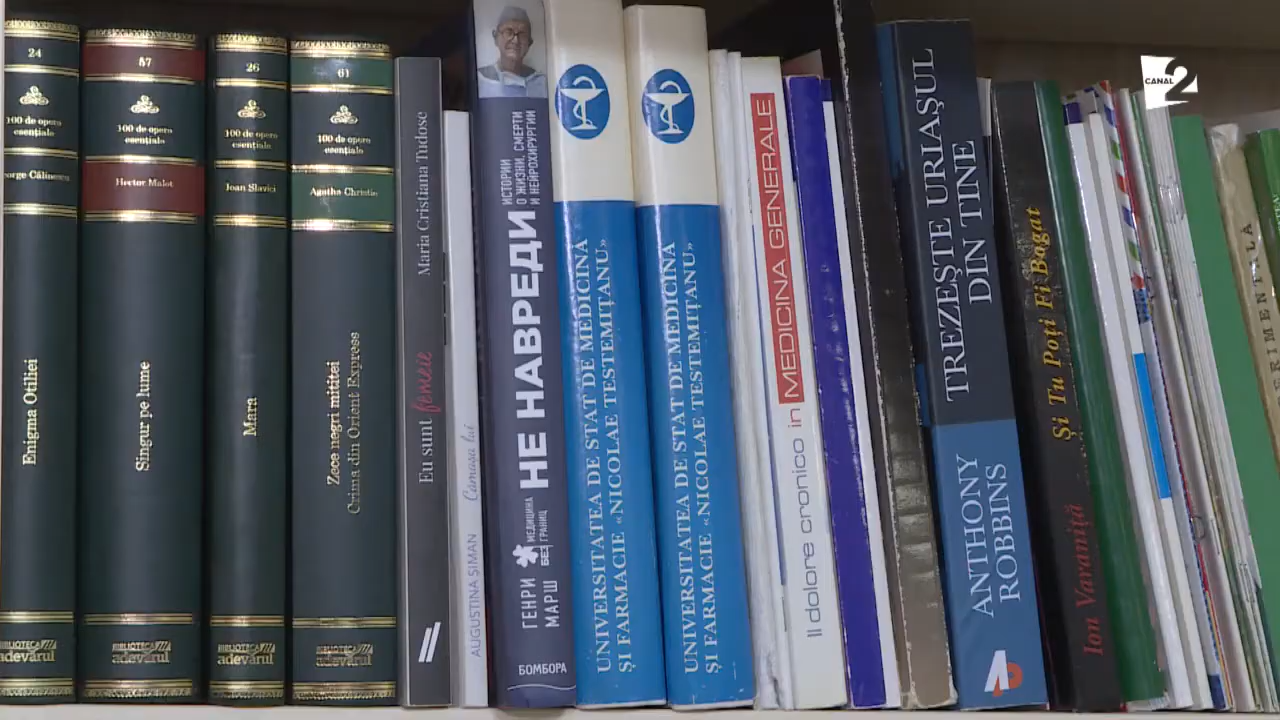 24
100 de opere
esențiale
George Călinescu
Enigma Otiliei
BIBLIOTECA
adevărul
57
100 de opere
esențiale
Hector Malot
Singur pe lume
BIBLIOTECA
adevărul
26
100 de opere
esențiale
Ioan Slavici
Mara
BIBLIOTECA
adevărul
61
100 de opere
esențiale
Agatha Christie
Zece negri mititei
Crima din Orient Express
BIBLIOTECA
adevărul
Maria Cristiana Tudose
Eu sunt femeie
AUGUSTINA ȘIMAN Cămașa lui
ИСТОРИИ
О ЖИЗНИ, СМЕРТИ
И НЕЙРОХИРУРГИИ
НЕ НАВРЕДИ
МЕДИЦИНА
БЕЗ ГРАНИЦ
ГЕНРИ
МАРШ
БОМБОРА
UNIVERSITATEA DE STAT DE MEDICINA
ȘI FARMACIE «NICOLAE TESTEMIȚANU»
UNIVERSITATEA DE STAT DE MEDICINA
ȘI FARMACIE «NICOLAE TESTEMIȚANU»
Il dolore cronico in MEDICINA GENERALE
TREZEȘTE URIAȘUL
DIN TINE
ANTHONY
ROBBINS
Ion Varaniță Și Tu Poți Fi Bogat
CANAL 2